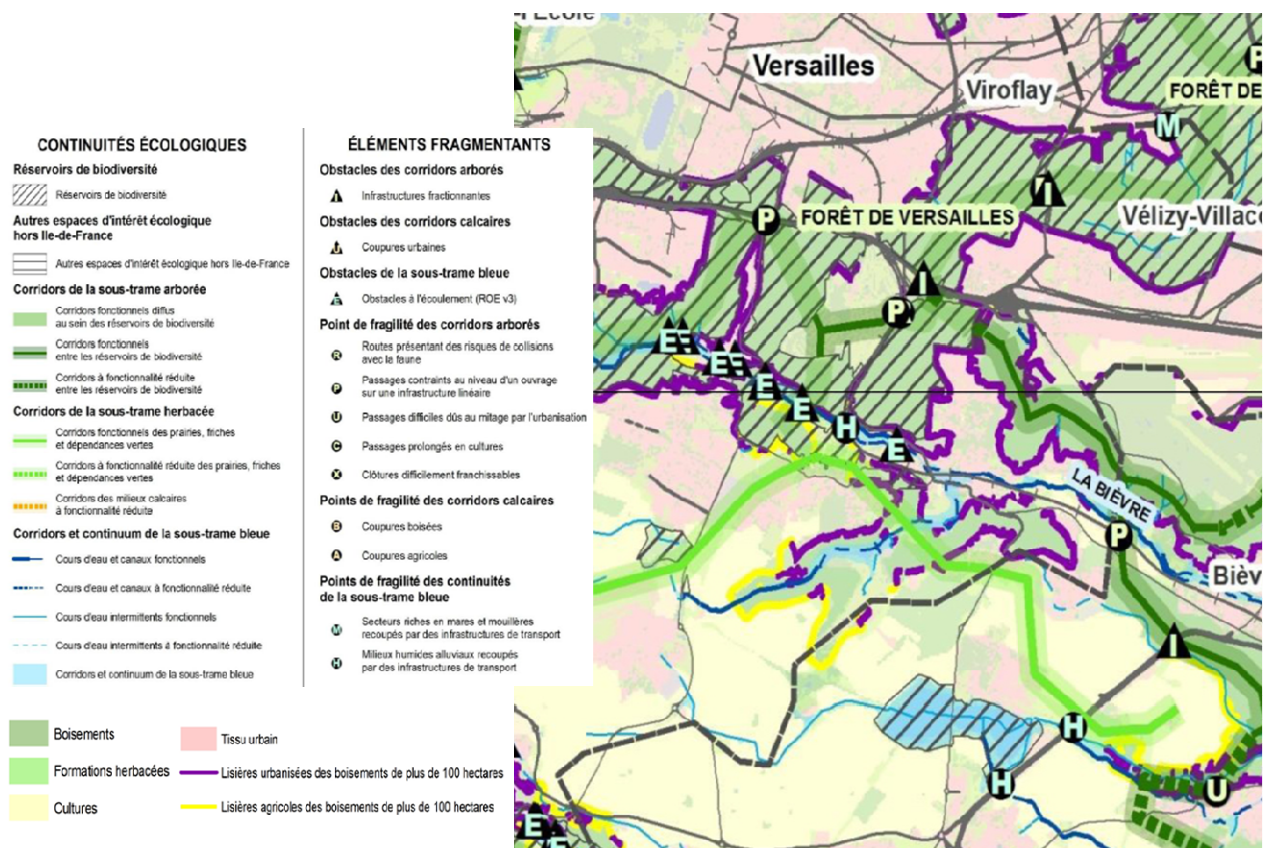 CONTINUITÉS ÉCOLOGIQUES
Réservoirs de biodiversité
Réservoirs de biodiversité
Autres espaces d'intérêt écologique
hors Ile-de-France
Autres espaces d'intérêt écologique hors Ile-de-France
Corridors de la sous-trame arborée
Corridors fonctionnels diffus
au sein des réservoirs de biodiversité
Corridors fonctionnels
entre les réservoirs de biodiversité
Corridors à fonctionnalité réduite
entre les réservoirs de biodiversité
Corridors de la sous-trame herbacée
Corridors fonctionnels des prairies, friches
et dépendances vertes
Corridors à fonctionnalité réduite des prairies, friches
et dépendances vertes
Corridors des milieux calcaires
à fonctionnalité réduite
Corridors et continuum de la sous-trame bleue
Cours d'eau et canaux fonctionnels
Cours d'eau et canaux à fonctionnalité réduite
Cours d'eau intermittents fonctionnels
Cours d'eau intermittents à fonctionnalité réduite
Corridors et continuum de la sous-trame bleue
ÉLÉMENTS FRAGMENTANTS
Obstacles des corridors arborés
I Infrastructures fractionnantes
Obstacles des corridors calcaires
Coupures urbaines
Obstacles de la sous-trame bleue
E Obstacles à l'écoulement (ROE v3)
Point de fragilité des corridors arborés
R Routes présentant des risques de collisions
avec la faune
P Passages contraints au niveau d'un ouvrage
sur une infrastructure linéaire
U Passages difficiles dûs au mitage par l'urbanisation
C Passages prolongés en cultures
X Clôtures difficilement franchissables
Points de fragilité des corridors calcaires
B Coupures boisées
A Coupures agricoles
Points de fragilité des continuités
de la sous-trame bleue
M Secteurs riches en mares et mouillères
recoupés par des infrastructures de transport
H Milieux humides alluviaux recoupés
par des infrastructures de transport
Boisements
Formations herbacées
Cultures
Tissu urbain
Lisières urbanisées des boisements de plus de 100 hectares
Lisières agricoles des boisements de plus de 100 hectares
Versailles
P
Viroflay
FORÊT DE
M
I
P
FORÊT DE VERSAILLES
Vélizy-Villaco
I
P
E E
E E
E
E
H
E
LA BIÈVRE
P
Bièv
I
H
H
U
E
E